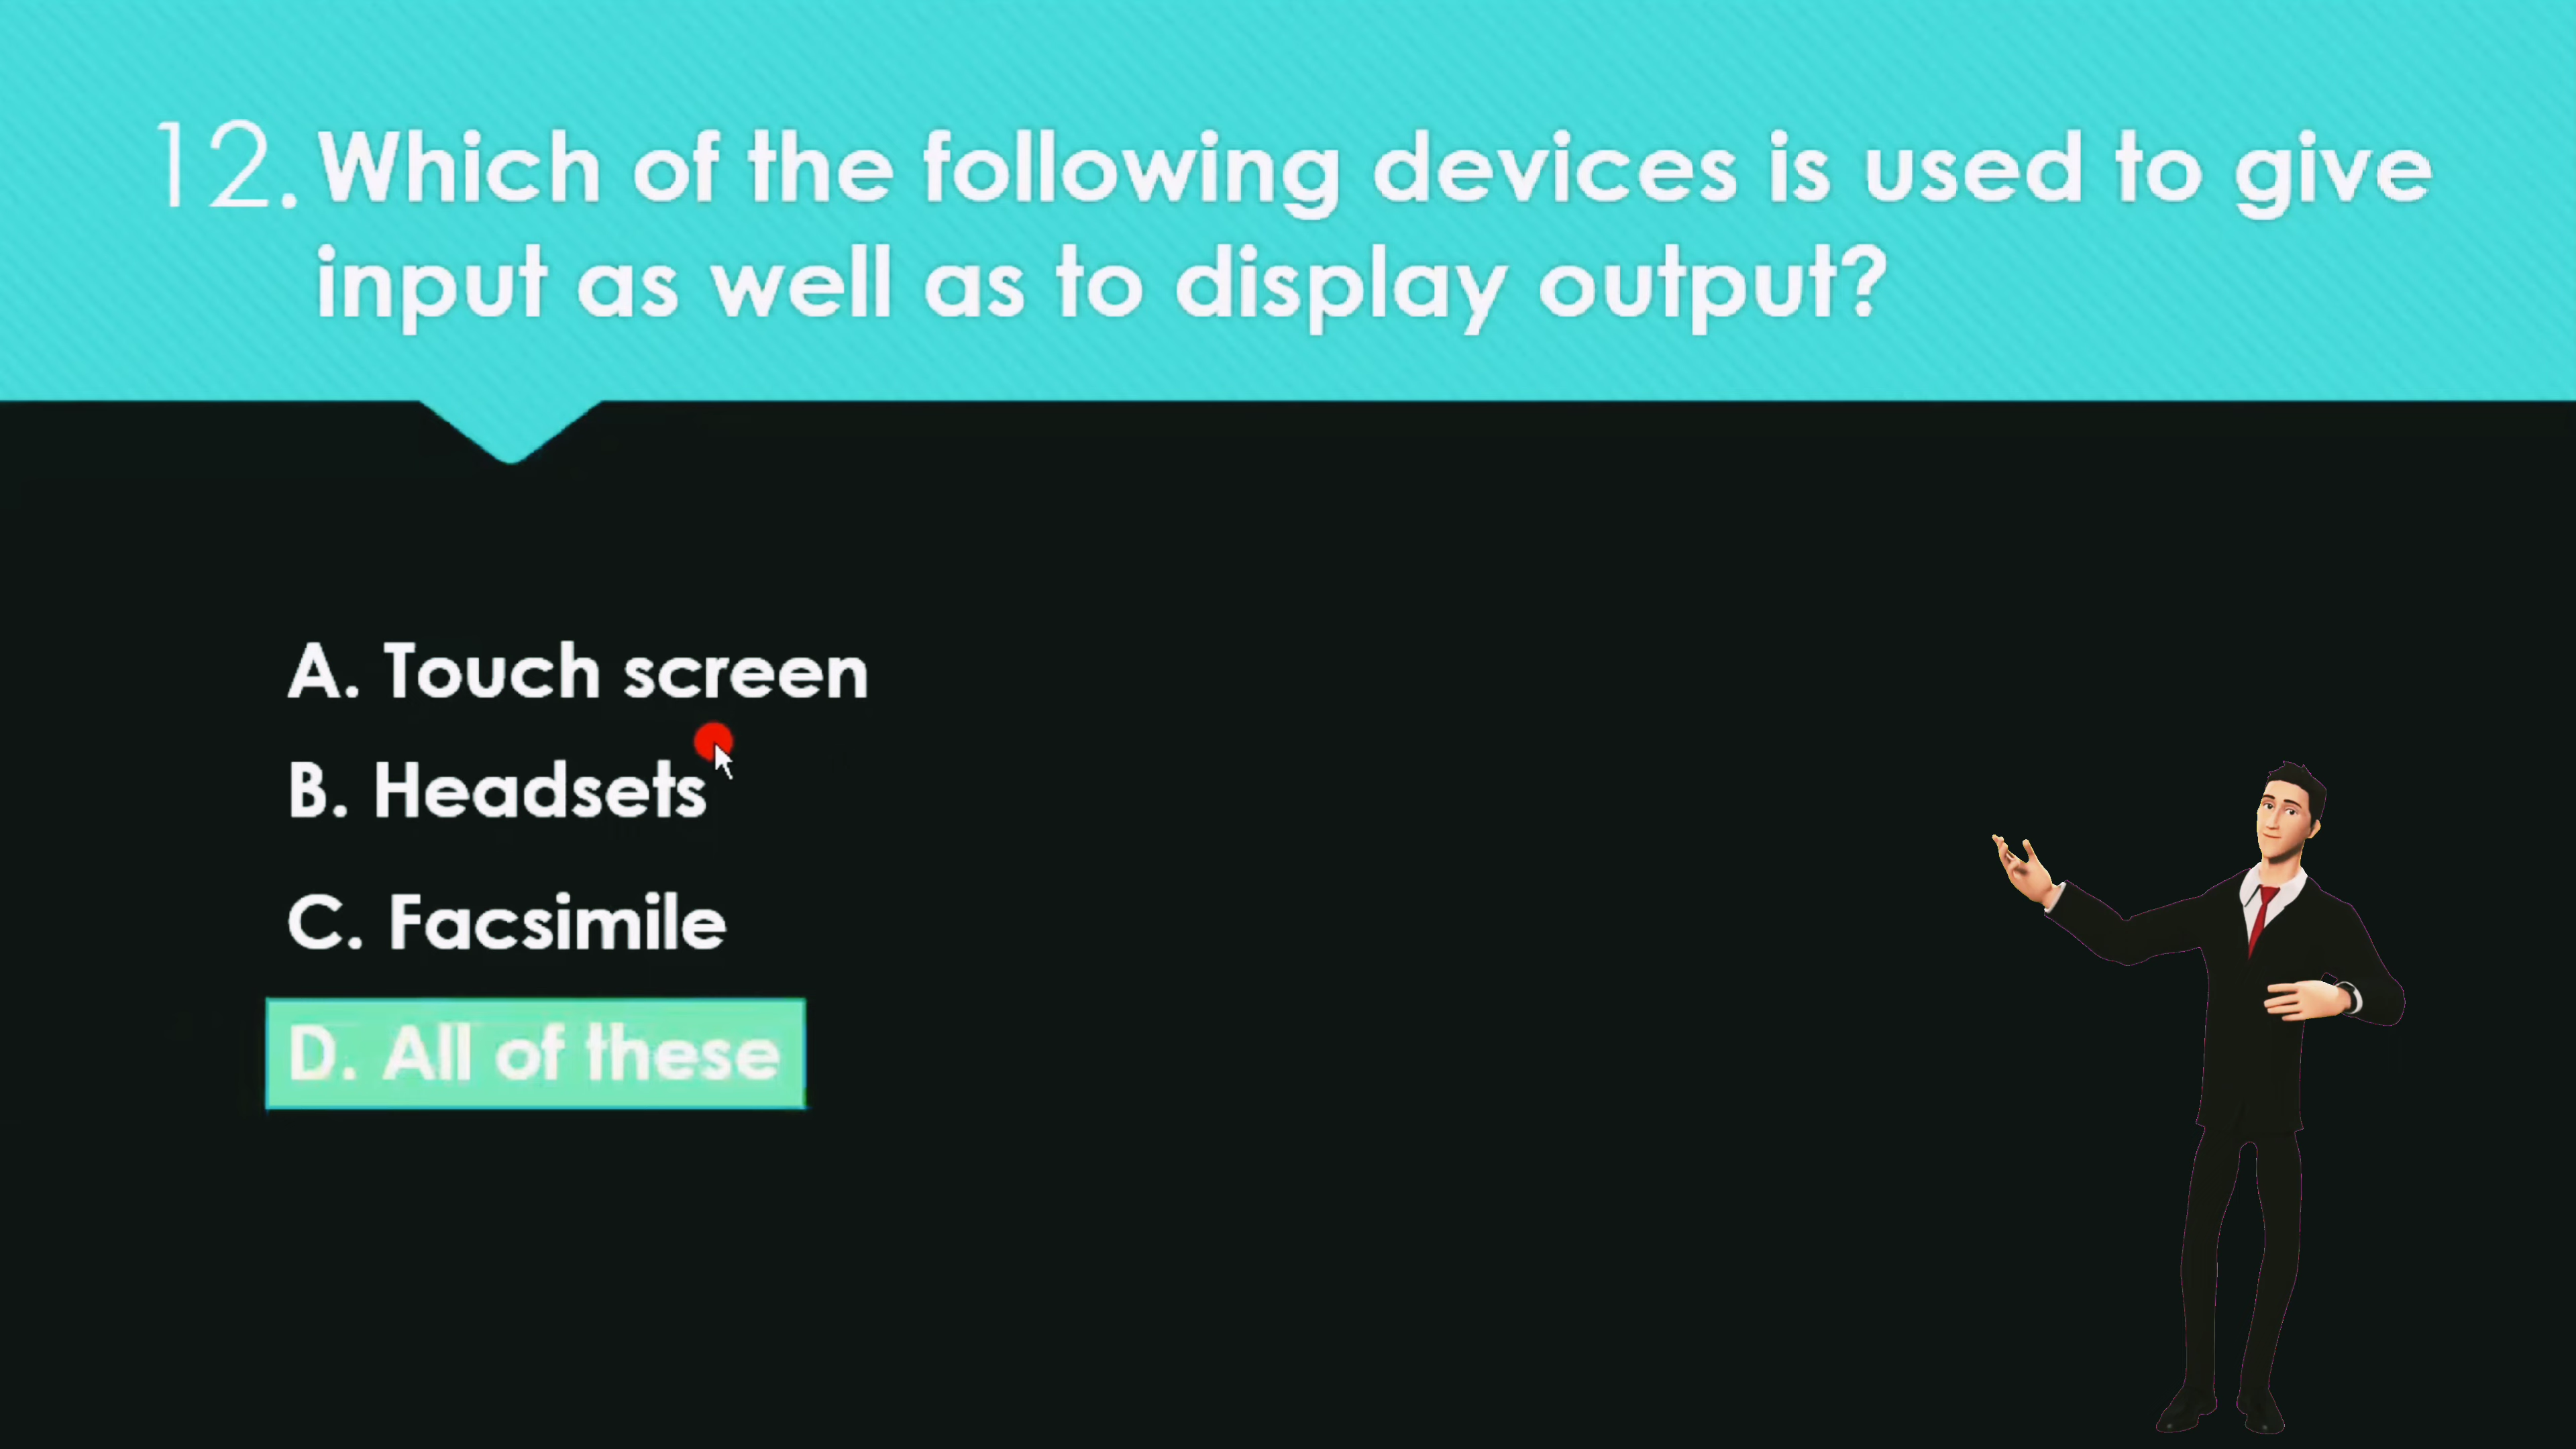 12. Which of the following devices is used to give
input as well as to display output?
A. Touch screen
B. Headsets
C. Facsimile
D. All of these